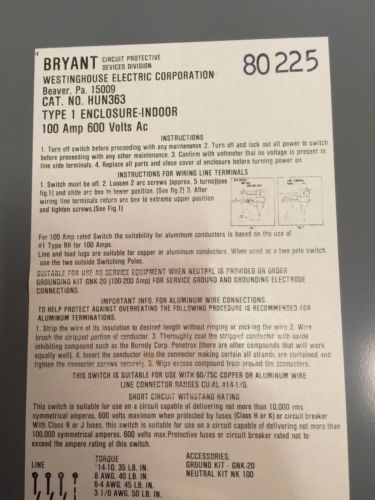 BRYANT CIRCUIT PROTECTIVE DEVICES DIVISION
80225
WESTINGHOUSE ELECTRIC CORPORATION
Beaver, Pa. 15009
CAT. NO. HUN363
TYPE 1 ENCLOSURE-INDOOR
100 Amp 600 Volts Ac
INSTRUCTIONS
1. Turn off switch before proceeding with any maintenance 2. Turn off and lock out all power to switch
before proceeding with any other maintenance. 3. Confirm with voltmeter that no voltage is present in
line side terminals. 4. Replace all parts and close cover of enclosure before turning power on.
INSTRUCTIONS FOR WIRING LINE TERMINALS
1. Switch must be off. 2. Loosen 2 arc screws (approx. 5 turns)(see
fig.1) and slide arc box in lower position. (See fig.2) 3. After
wiring line terminals return arc box to extreme upper position
and tighten screws.(See Fig.1)
For 100 Amp rated Switch the suitability for aluminum conductors is based on the use of
#1 Type RH for 100 Amps.
Line and load lugs are suitable for copper or aluminum conductors. When used as a two pole switch.
use the two outside Switching Poles.
SUITABLE FOR USE AS SERVICE EQUIPMENT WHEN NEUTRAL IS PROVIDED OR ORDER
GROUNDING KIT GNK-20 (100-200 Amp) FOR SERVICE GROUND AND GROUNDING ELECTRODE
CONNECTIONS.
IMPORTANT INFO. FOR ALUMINUM WIRE CONNECTIONS.
TO HELP PROTECT AGAINST OVERHEATING THE FOLLOWING PROCEDURE IS RECOMMENDED FOR
ALUMINUM TERMINATIONS.
1. Strip the wire of its insulation to desired length without ringing or nicking the wire 2. Wire
brush the stripped portion of conductor 3. Thoroughly coat the stripped conductor with oxide
inhibiting compound such as the Burndy Corp. Penetrox (there are other compounds that will work
equally well). 4. Insert the conductor into the connector making certain all strands are contained and
tighten the connector screws securely. 5. Wipe excess compound from around the connectors.
THIS SWITCH IS SUITABLE FOR USE WITH 60/75C COPPER OR ALUMINUM WIRE
LINE CONNECTOR RANGES CU-AL #14-1/0.
SHORT CIRCUIT WITHSTAND RATING
This switch is suitable for use on a circuit capable of delivering not more than 10,000 rms
symmetrical amperes, 600 volts maximum when protected by fuses (Class H or K) or circuit breaker
With Class R or J fuses, this switch is suitable for use on a circuit capable of delivering not more than
100,000 symmetrical amperes, 600 volts max.Protective fuses or circuit breaker rated not to
exceed the ampere rating of this switch.
LINE
TORQUE
14-10. 35 LB. IN.
8 AWG. 40 LB. IN.
6-4 AWG. 45 LB. IN.
3 1/0 AWG. 50 LB. IN.
ACCESSORIES:
GROUND KIT - GNK-20
NEUTRAL KIT NK 100